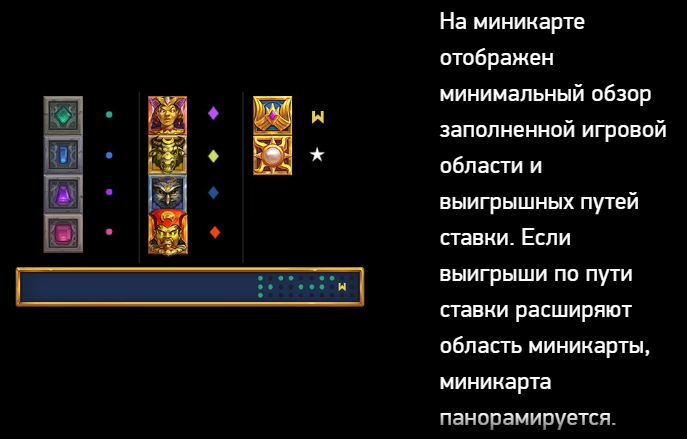 На миникарте
отображен
минимальный обзор
заполненной игровой
области и
выигрышных путей
ставки. Если
выигрыши по пути
ставки расширяют
область миникарты,
миникарта
панорамируется.
W
W